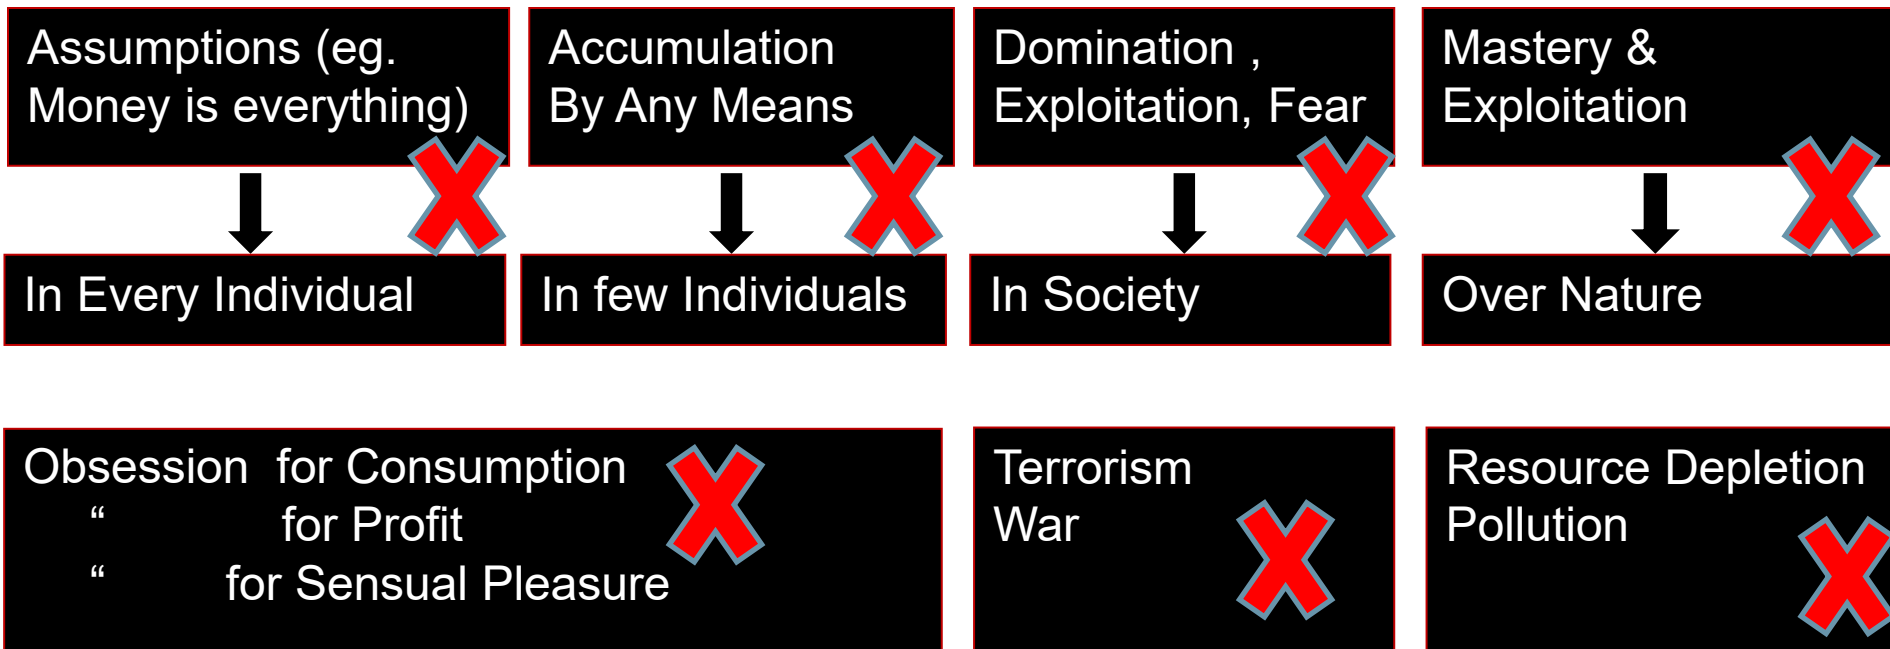 Assumptions (eg.
Money is everything)
Accumulation
By Any Means
Domination ,
Exploitation, Fear
Mastery &
Exploitation
In Every Individual
In few Individuals
In Society
Over Nature
Obsession for Consumption
“ for Profit
“ for Sensual Pleasure
Terrorism
War
Resource Depletion
Pollution